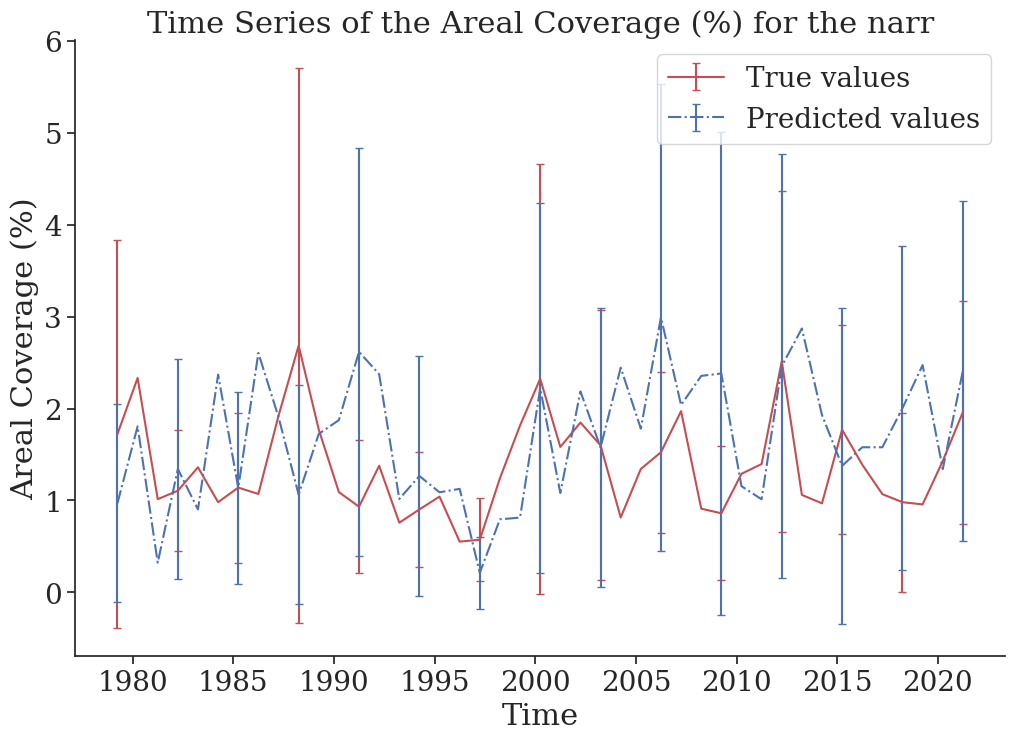 Time Series of the Areal Coverage (%) for the narr
True values
Predicted values
Areal Coverage (%)
6
5
4
3
2
1
0
1980 1985 1990 1995 2000 2005 2010 2015 2020
Time